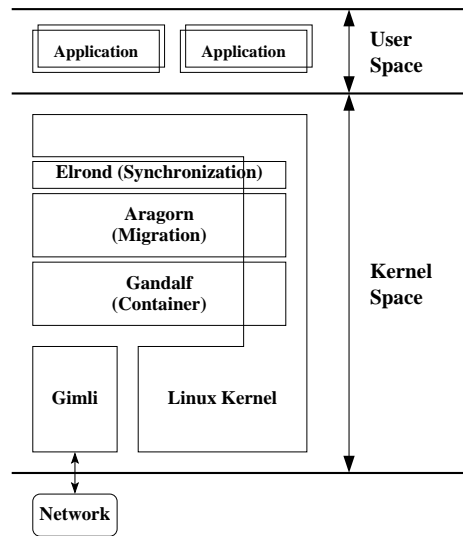 Application
Application
User
Space
Elrond (Synchronization)
Aragorn
(Migration)
Gandalf
(Container)
Kernel
Space
Gimli
Linux Kernel
Network